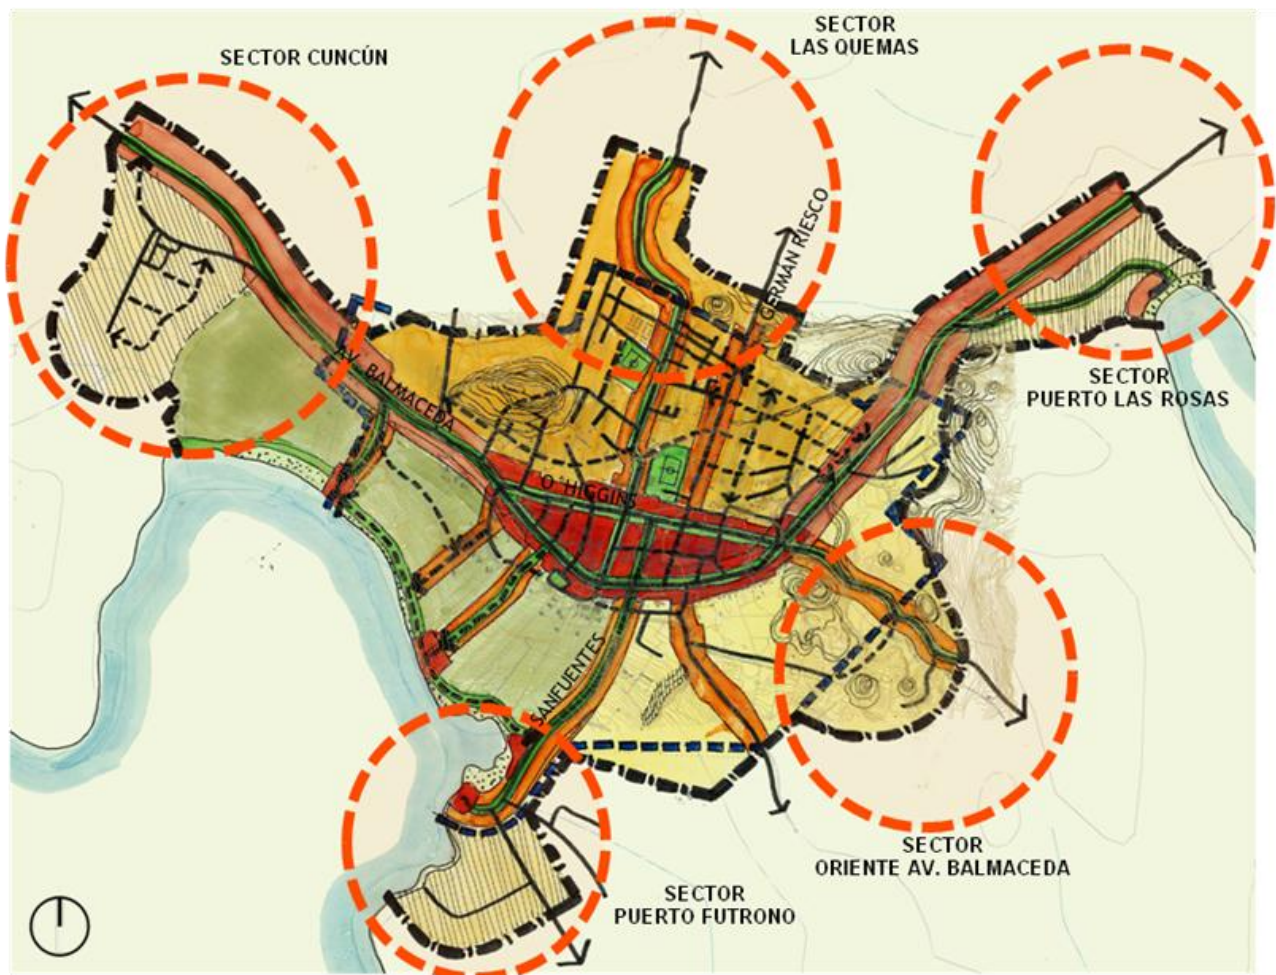 SECTOR CUNCÚN
SECTOR
LAS QUEMAS
GERMAN RIESCO
SECTOR
PUERTO LAS ROSAS
AV. BALMACEDA
O´HIGGINS
SANFUENTES
SECTOR
ORIENTE AV. BALMACEDA
SECTOR
PUERTO FUTRONO